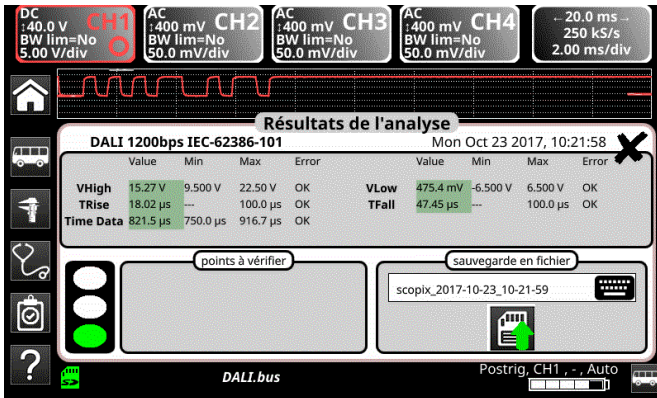 DC
↕40.0 V CH1
BW lim=No
5.00 V/div
AC
↕400 mV CH2
BW lim=No
50.0 mV/div
AC
↕400 mV CH3
BW lim=No
50.0 mV/div
AC
↕400 mV CH4
BW lim=No
50.0 mV/div
←20.0 ms→
250 kS/s
2.00 ms/div
Résultats de l'analyse
DALI 1200bps IEC-62386-101 Mon Oct 23 2017, 10:21:58
Value Min Max Error Value Min Max Error
VHigh 15.27 V 9.500 V 22.50 V OK VLow 475.4 mV -6.500 V 6.500 V OK
TRise 18.02 µs --- 100.0 µs OK TFall 47.45 µs --- 100.0 µs OK
Time Data 821.5 µs 750.0 µs 916.7 µs OK
points à vérifier
sauvegarde en fichier
scopix_2017-10-23_10-21-59
?
DALI.bus
Postrig, CH1 , - , Auto